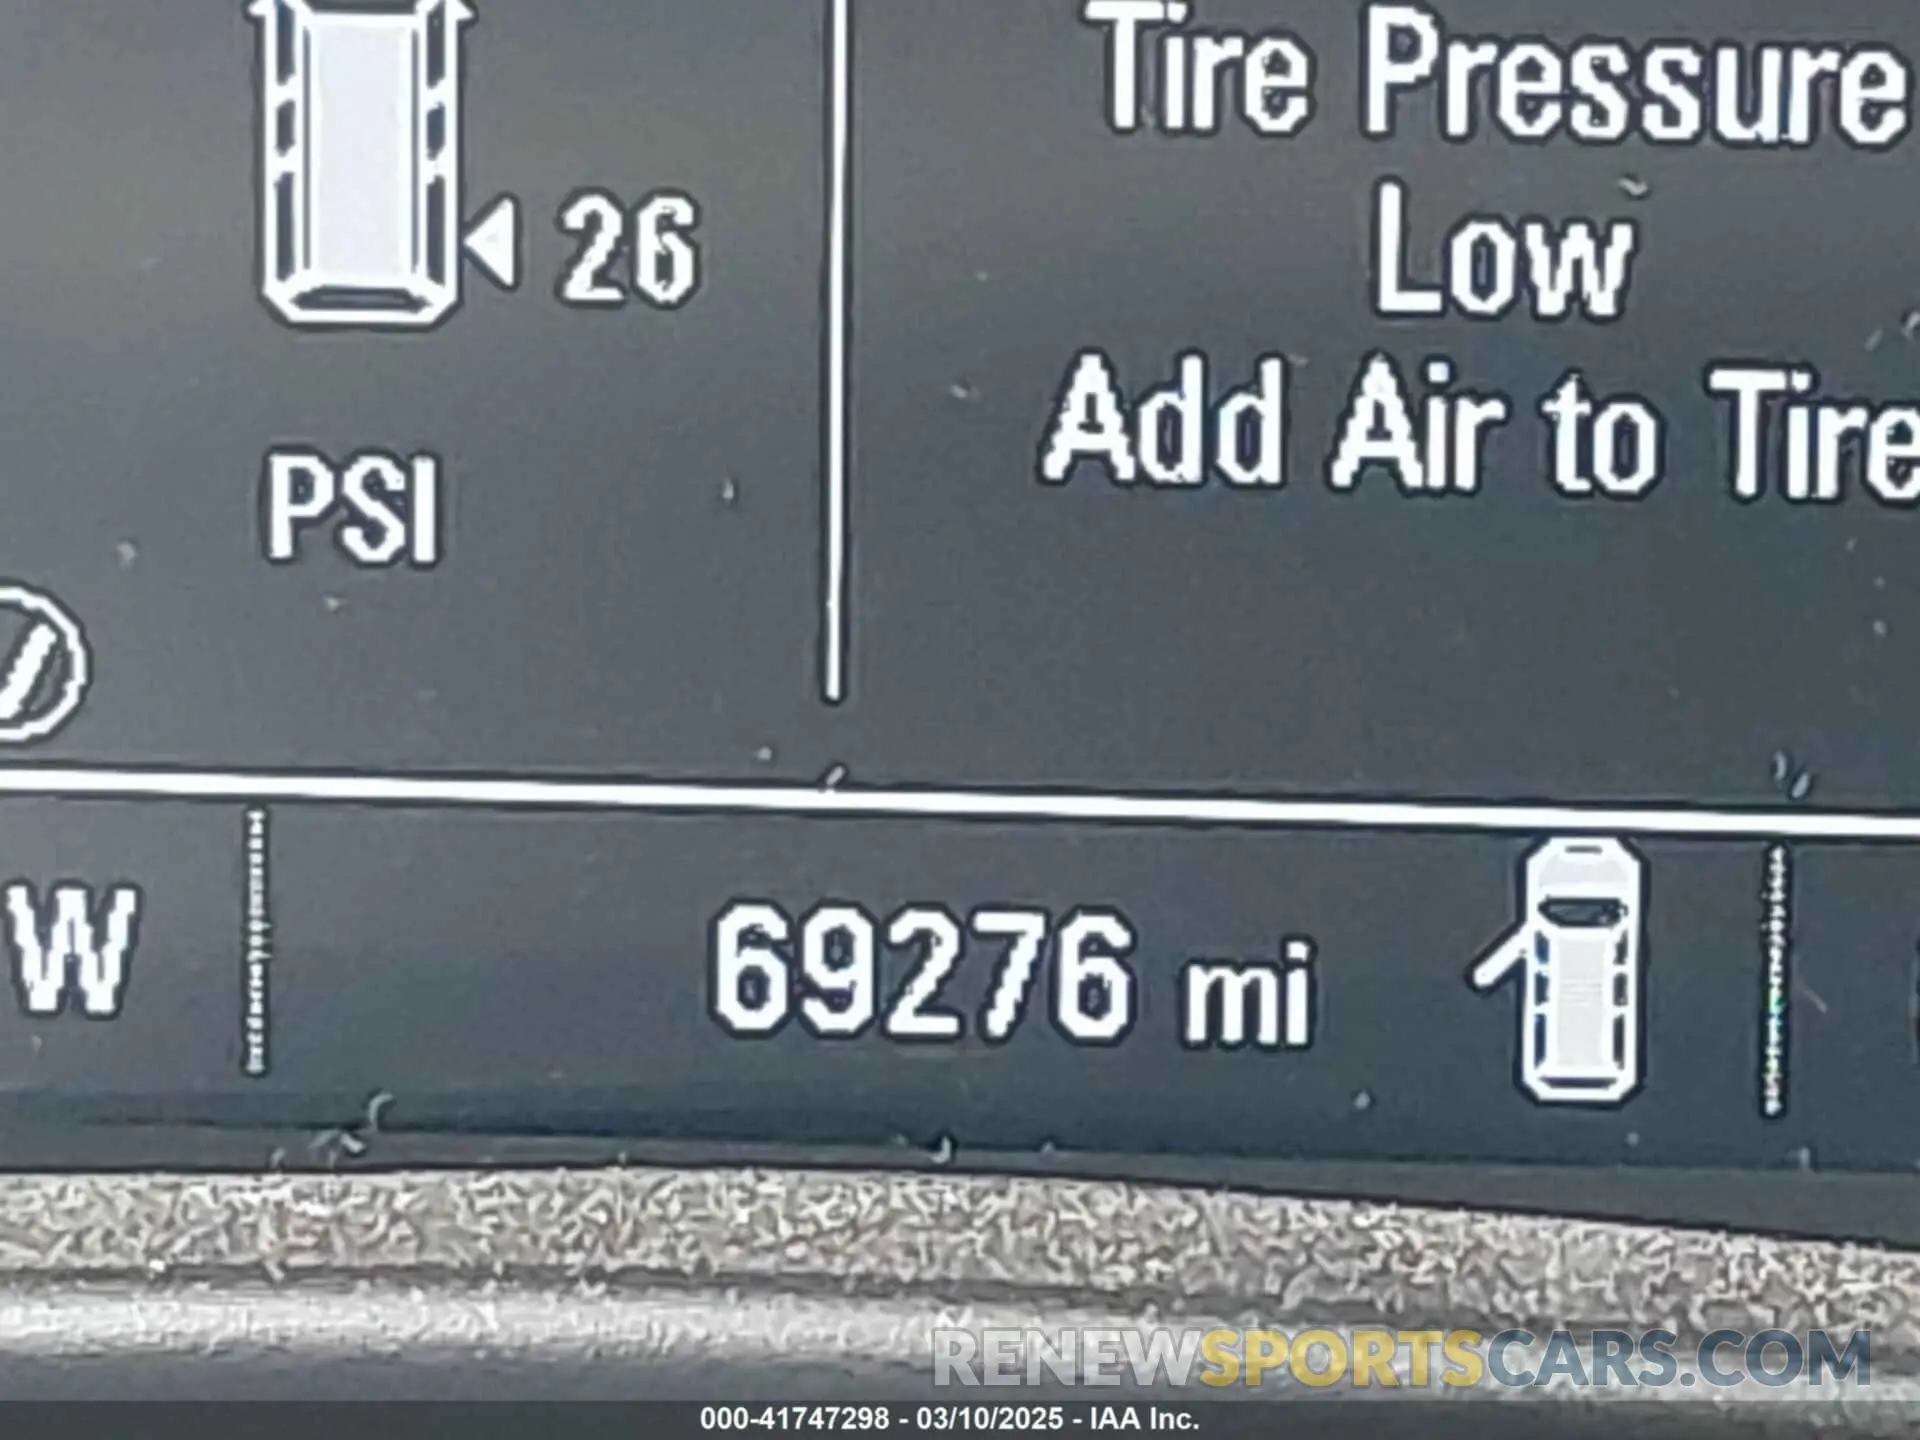 Tire Pressure
Low
Add Air to Tire
26
PSI
W
69276 mi
RENEWSPORTSCARS.COM
000-41747298 - 03/10/2025 - IAA Inc.